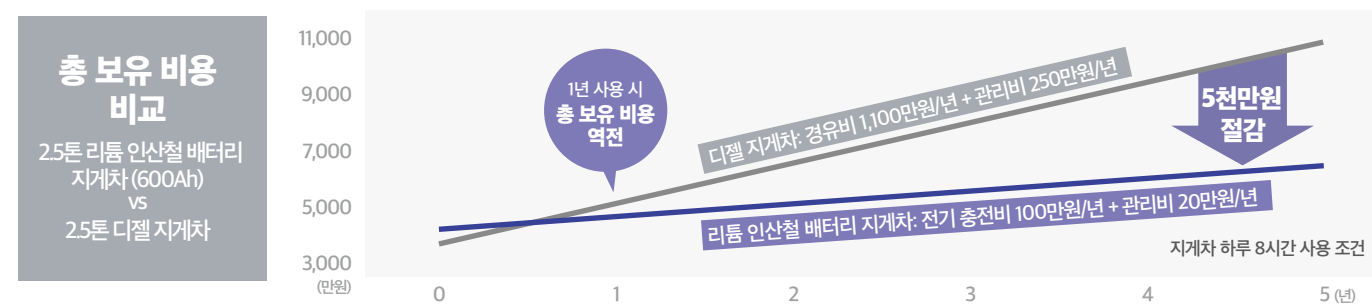 총 보유 비용
비교
2.5톤 리튬 인산철 배터리
지게차 (600Ah)
vs
2.5톤 디젤 지게차
11,000
9,000
7,000
5,000
3,000
(만원)
1년 사용 시
총 보유 비용
역전
디젤 지게차: 경유비 1,100만원/년 + 관리비 250만원/년
5천만원
절감
리튬 인산철 배터리 지게차: 전기 충전비 100만원/년 + 관리비 20만원/년
지게차 하루 8시간 사용 조건
0 1 2 3 4 5 (년)